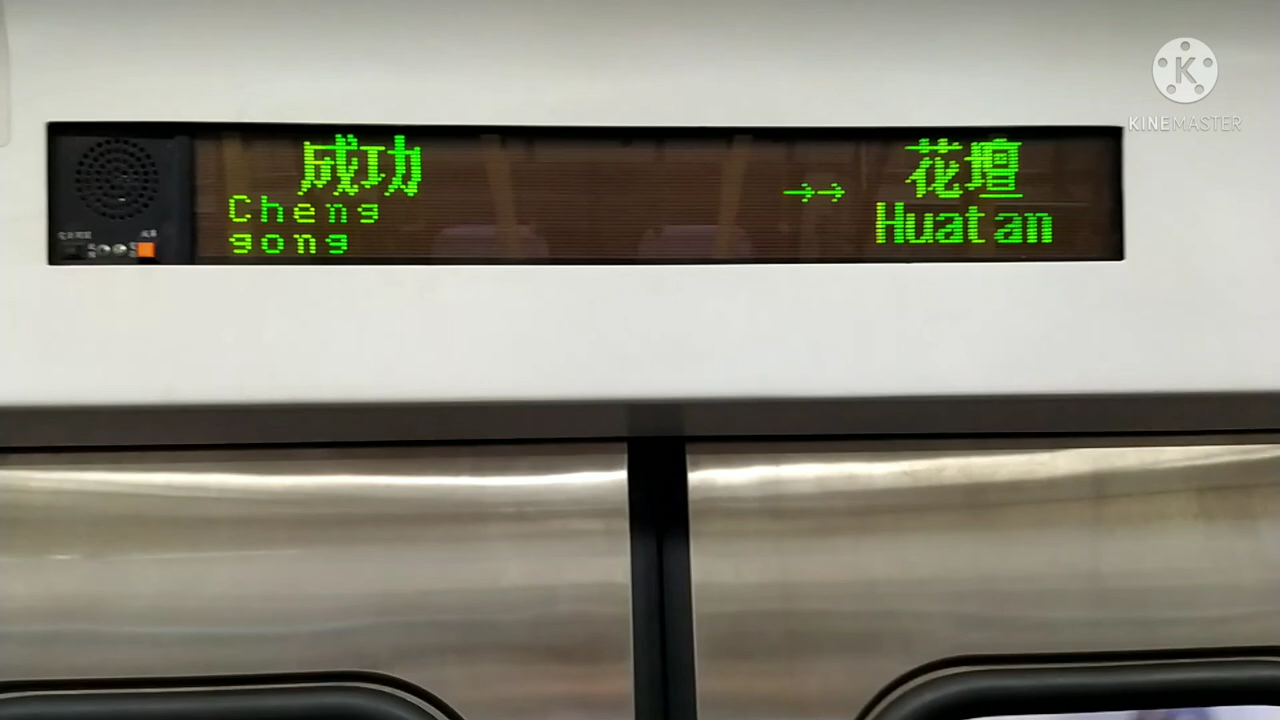 成功
Cheng
gong
→→
花壇
Huatan
K
KINEMASTER